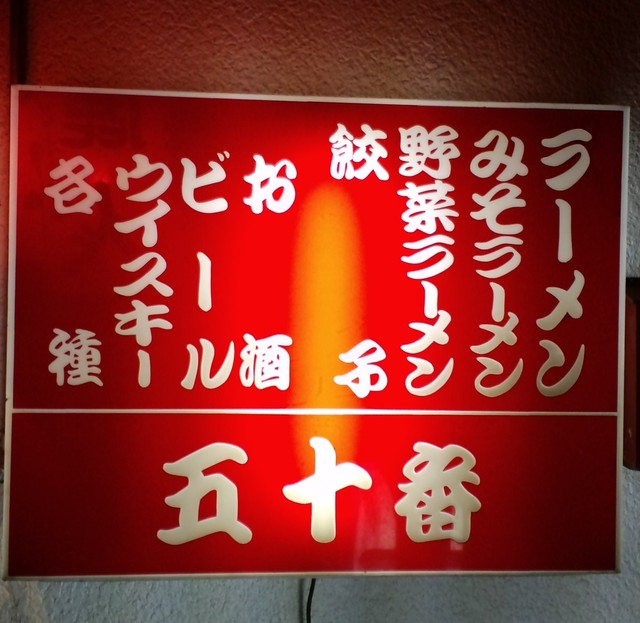 ラーメン
みそラーメン
野菜ラーメン
餃子
お酒
ビール
ウイスキー
各種
五十番